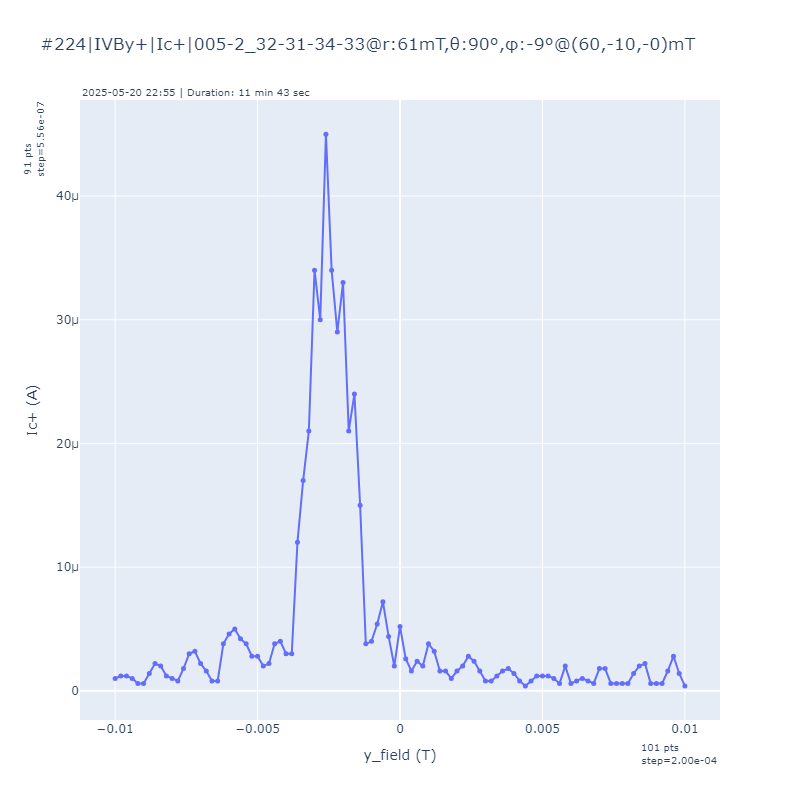 #224|IVBy+|Ic+|005-2_32-31-34-33@r:61mT,θ:90º,φ:-9º@(60,-10,-0)mT
2025-05-20 22:55 | Duration: 11 min 43 sec
91 pts
step=5.56e-07
40μ
30μ
20μ
10μ
0
Ic+ (A)
−0.01
−0.005
0
0.005
0.01
y_field (T)
101 pts
step=2.00e-04